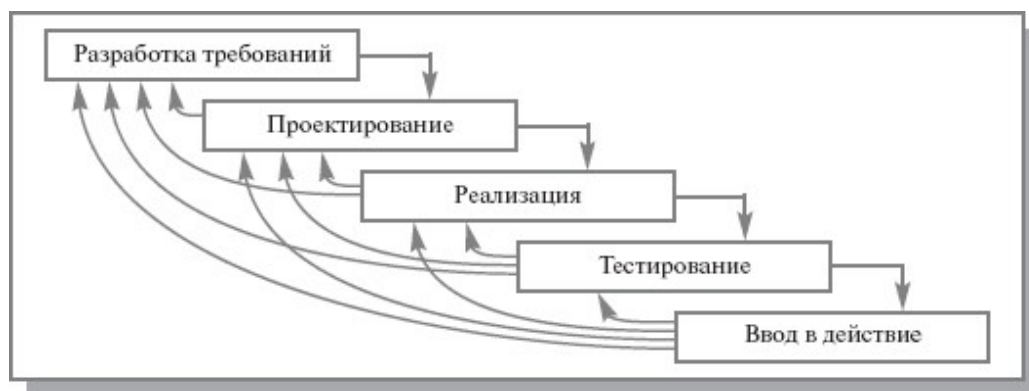 Разработка требований
Проектирование
Реализация
Тестирование
Ввод в действие